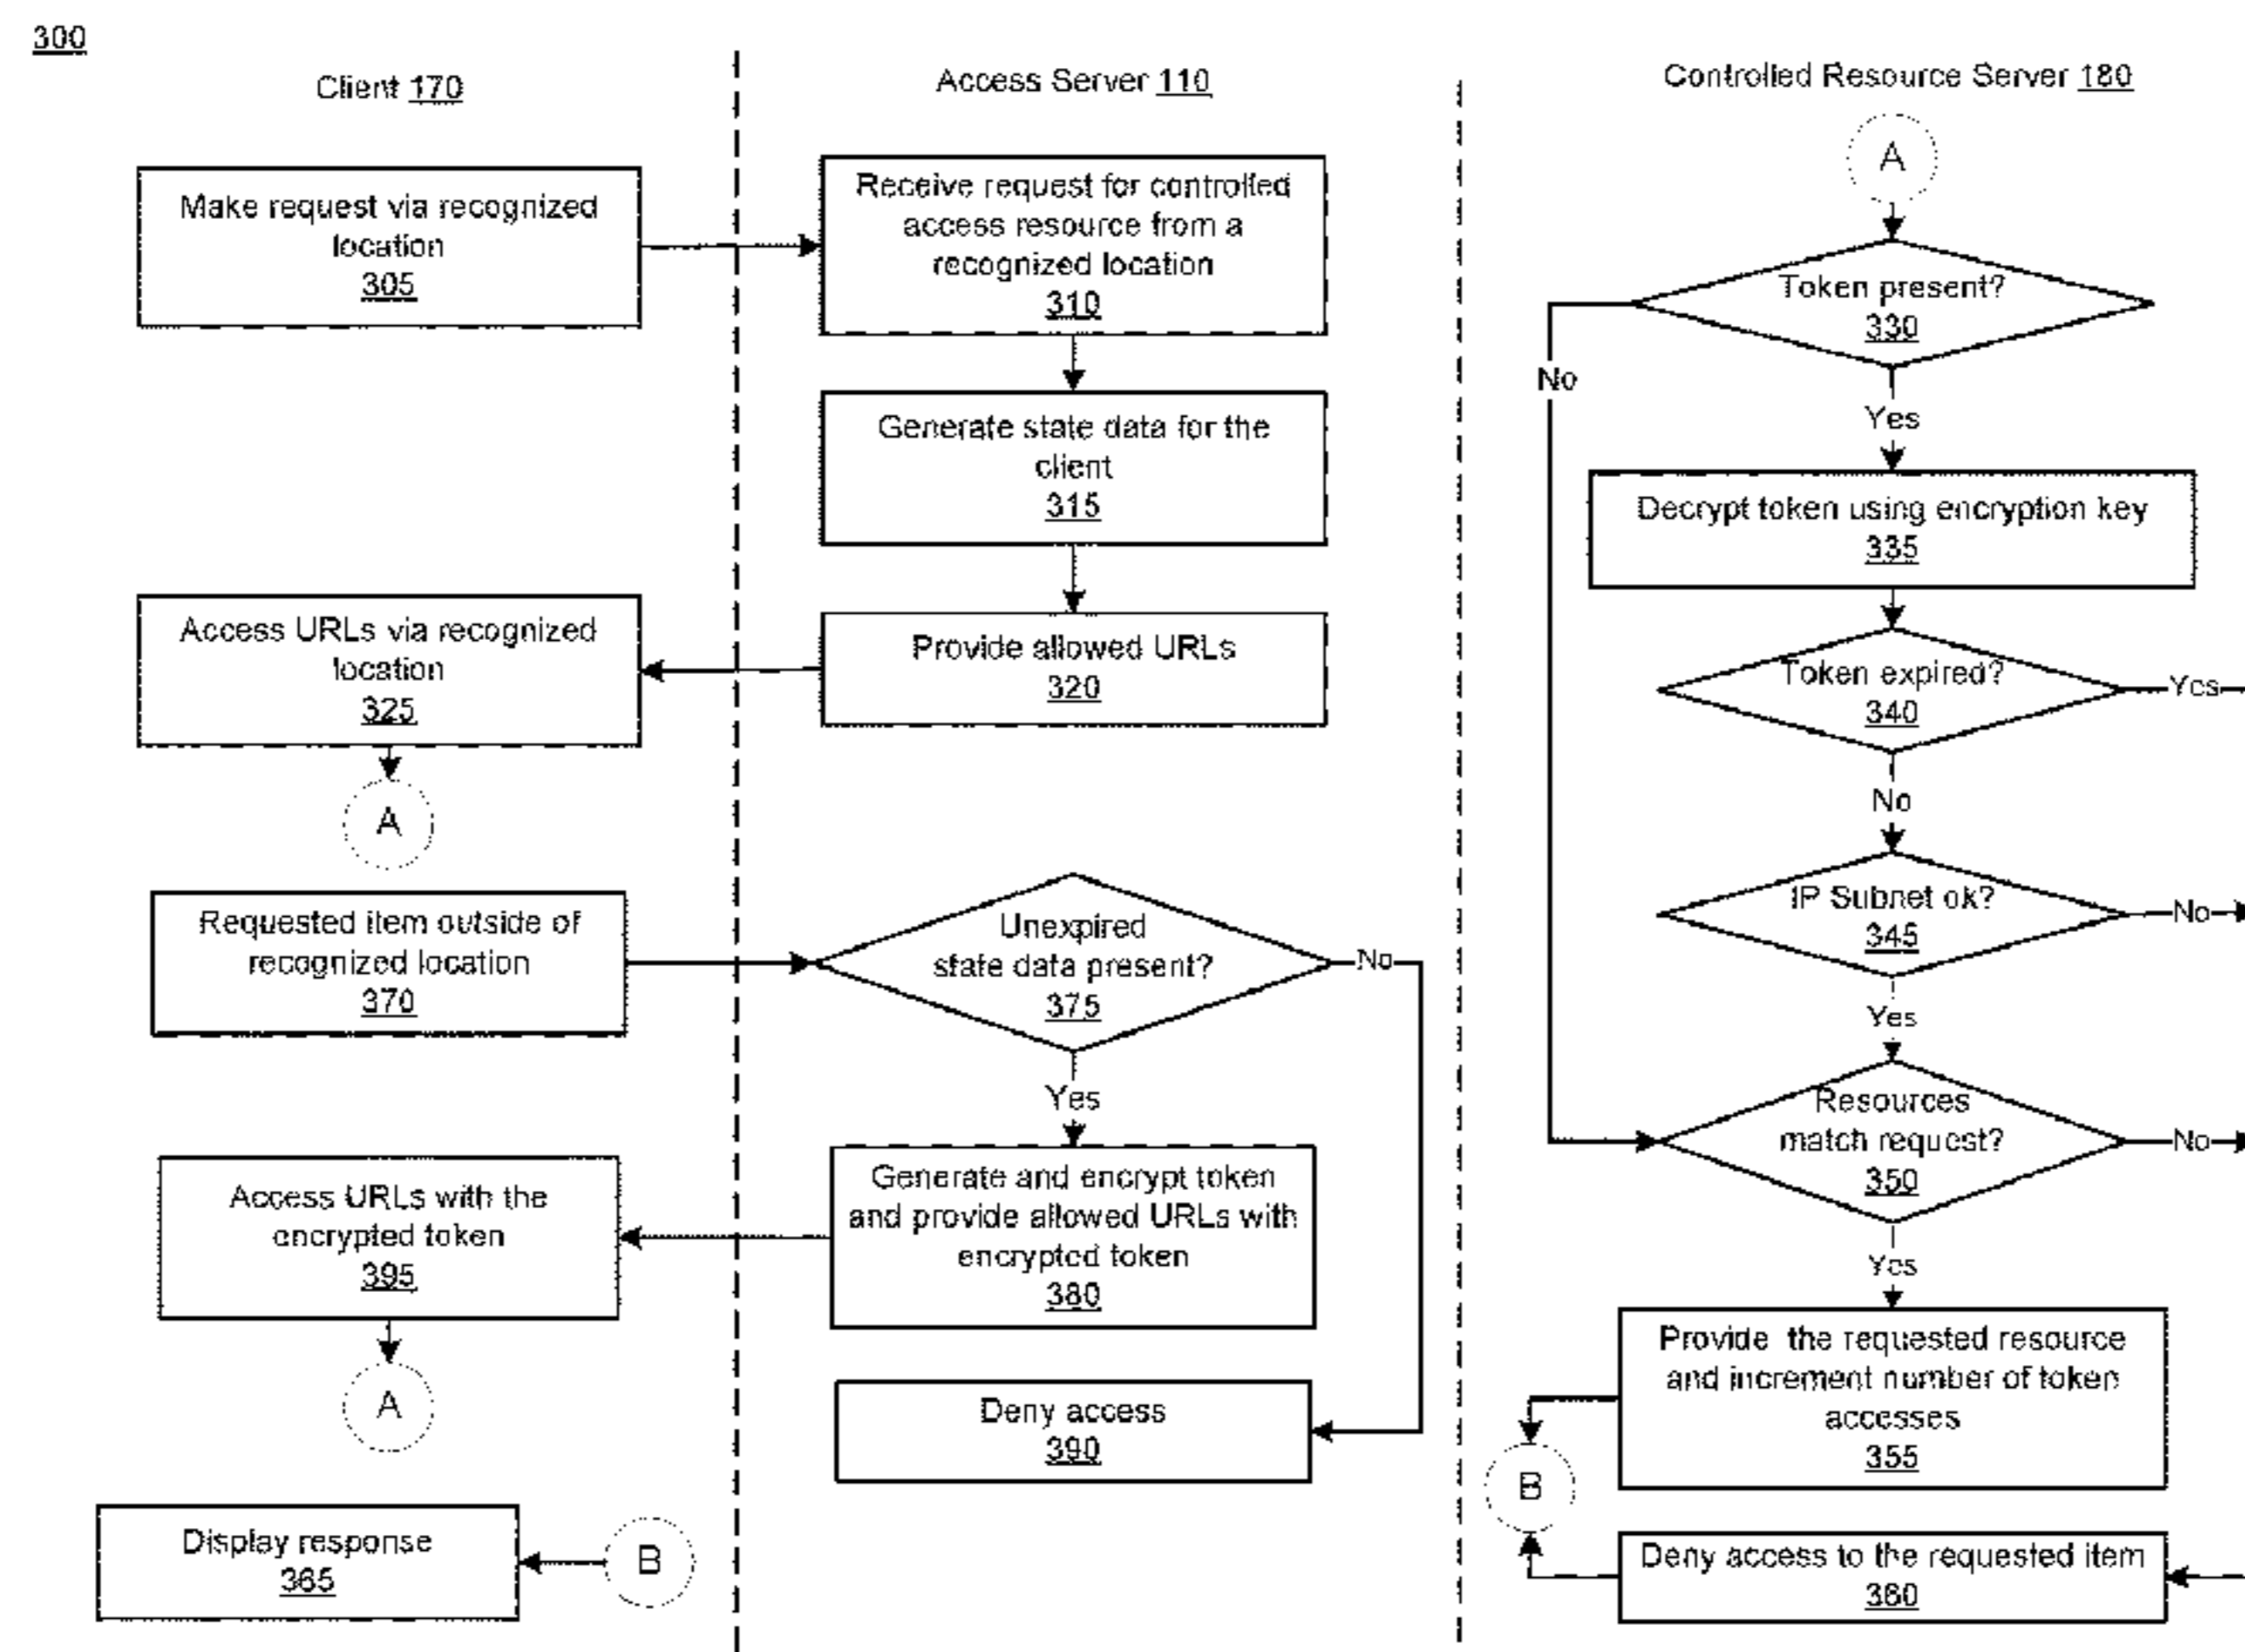 300
Client 170
Make request via recognized
location
305
Access URLs via recognized
location
325
A
Requested item outside of
recognized location
370
Access URLs with the
encrypted token
395
A
Display response
365
B
Access Server 110
Receive request for controlled
access resource from a
recognized location
310
Generate state data for the
client
315
Provide allowed URLs
320
Unexpired
state data present?
375
No
Yes
Generate and encrypt token
and provide allowed URLs with
encrypted token
380
Deny access
390
Controlled Resource Server 180
A
Token present?
330
No
Yes
Decrypt token using encryption key
335
Token expired?
340
Yes
No
IP Subnet ok?
345
No
Yes
Resources
match request?
350
No
Yes
Provide the requested resource
and increment number of token
accesses
355
B
Deny access to the requested item
360